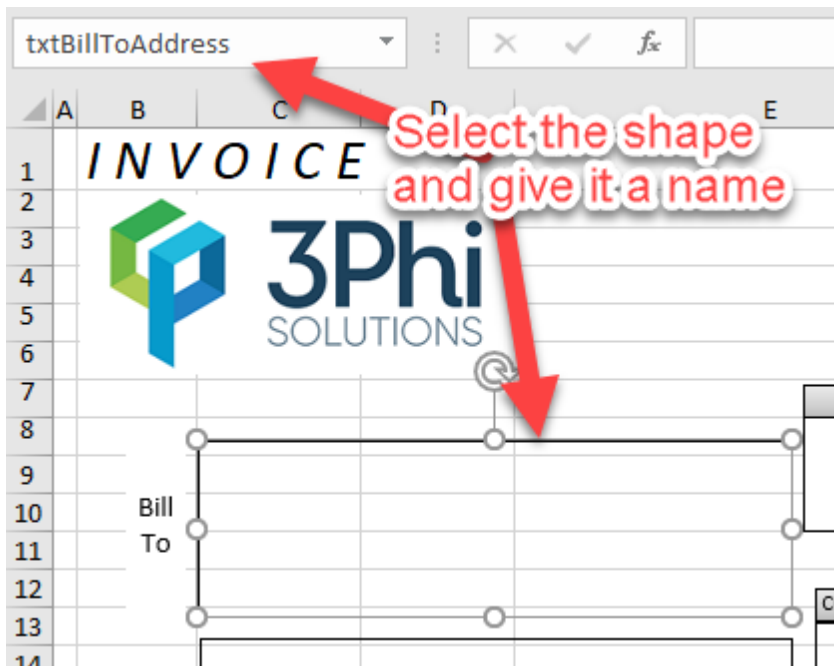 txtBillToAddress
fx
A B C D E
Select the shape
and give it a name
1
INVOICE
2
3
3Phi
4
5
SOLUTIONS
6
7
8
9
10
Bill
11
To
12
13
14